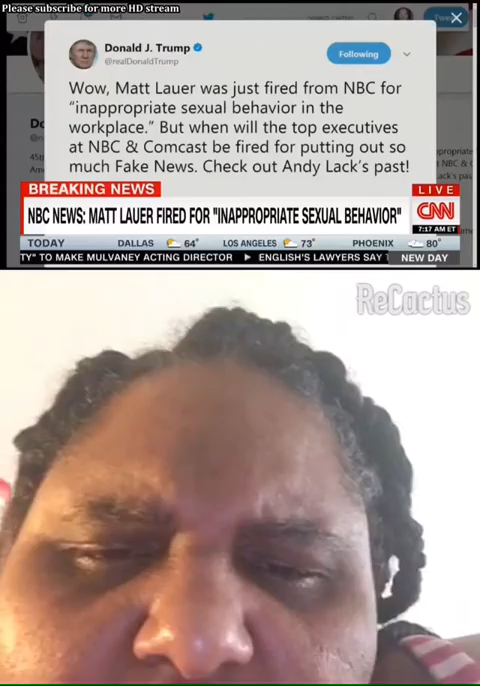 Please subscribe for more HD stream
Donald J. Trump
@realDonaldTrump
Following
Wow, Matt Lauer was just fired from NBC for
“inappropriate sexual behavior in the
workplace.” But when will the top executives
at NBC & Comcast be fired for putting out so
much Fake News. Check out Andy Lack’s past!
BREAKING NEWS
LIVE
NBC NEWS: MATT LAUER FIRED FOR "INAPPROPRIATE SEXUAL BEHAVIOR"
CNN
7:17 AM ET
TODAY DALLAS 64° LOS ANGELES 73° PHOENIX 80°
TY" TO MAKE MULVANEY ACTING DIRECTOR ▶ ENGLISH'S LAWYERS SAY
NEW DAY
ReCactus